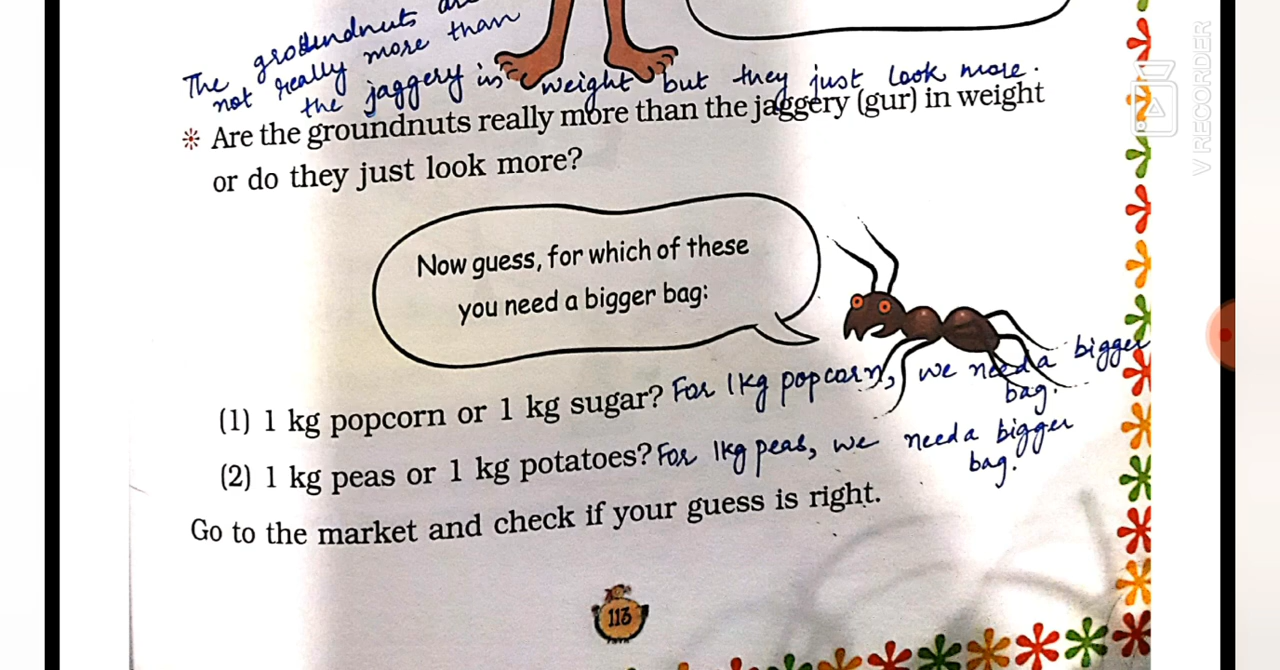 The groundnuts are
not really more than
the jaggery in weight but they just look more.
Are the groundnuts really more than the jaggery (gur) in weight
or do they just look more?
Now guess, for which of these
you need a bigger bag:
(1) 1 kg popcorn or 1 kg sugar? For 1kg popcorn, we need a bigger
bag.
(2) 1 kg peas or 1 kg potatoes? For 1kg peas, we need a bigger
bag.
Go to the market and check if your guess is right.
113
V RECORDER